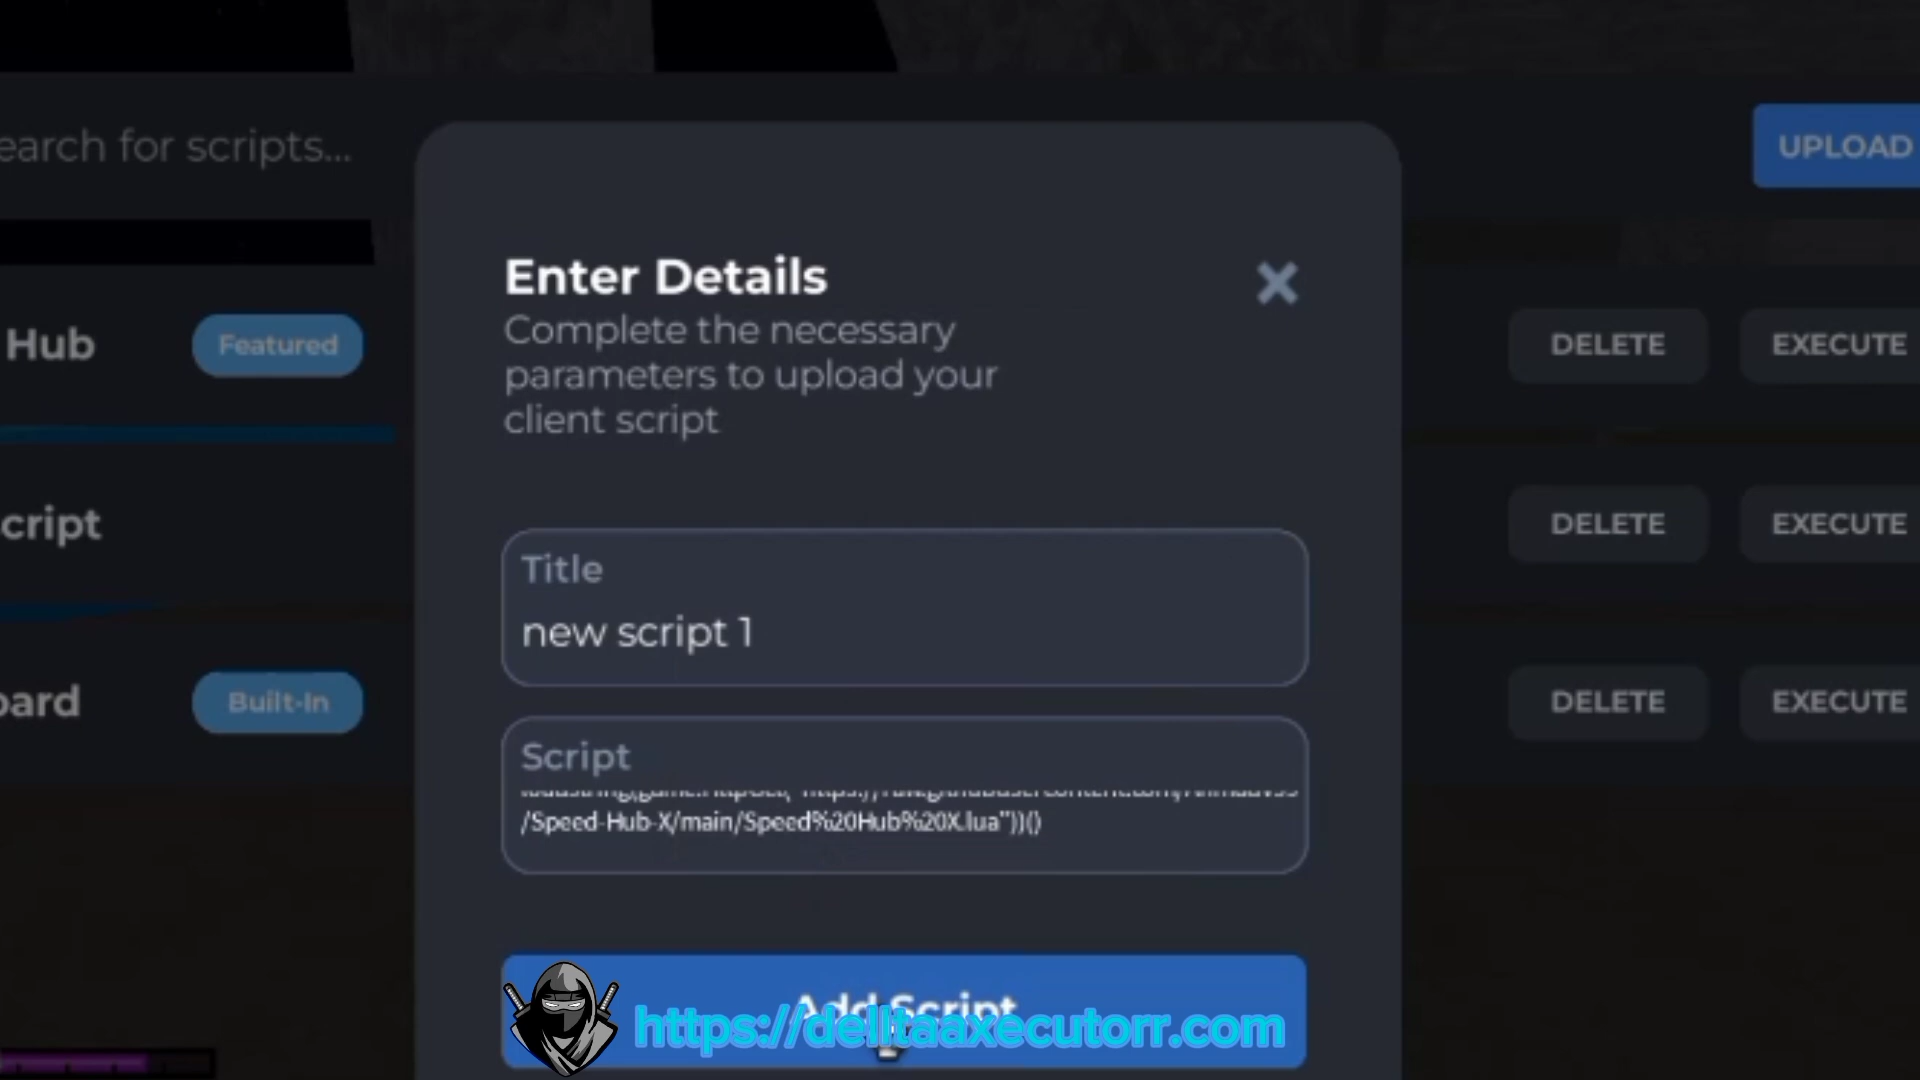 earch for scripts...
UPLOAD
Enter Details
Complete the necessary
parameters to upload your
client script
Hub
Featured
DELETE
EXECUTE
cript
DELETE
EXECUTE
Title
new script 1
oard
Built-In
DELETE
EXECUTE
Script
/Speed-Hub-X/main/Speed%20Hub%20X.lua"))()
Add Script
https://delltaaxecutorr.com